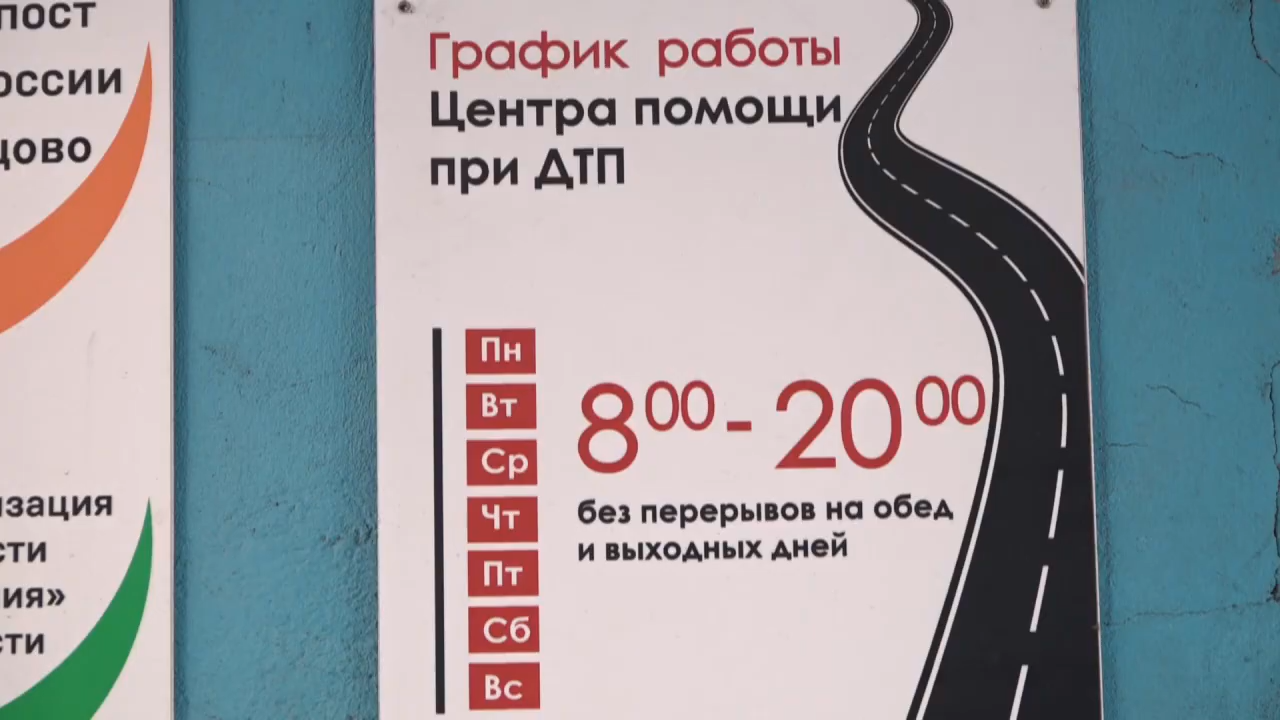 пост
оссии
цово
изация
сти
ия»
сти
График работы
Центра помощи
при ДТП
Пн
Вт
Ср
Чт
Пт
Сб
Вс
8⁰⁰ - 20⁰⁰
без перерывов на обед
и выходных дней